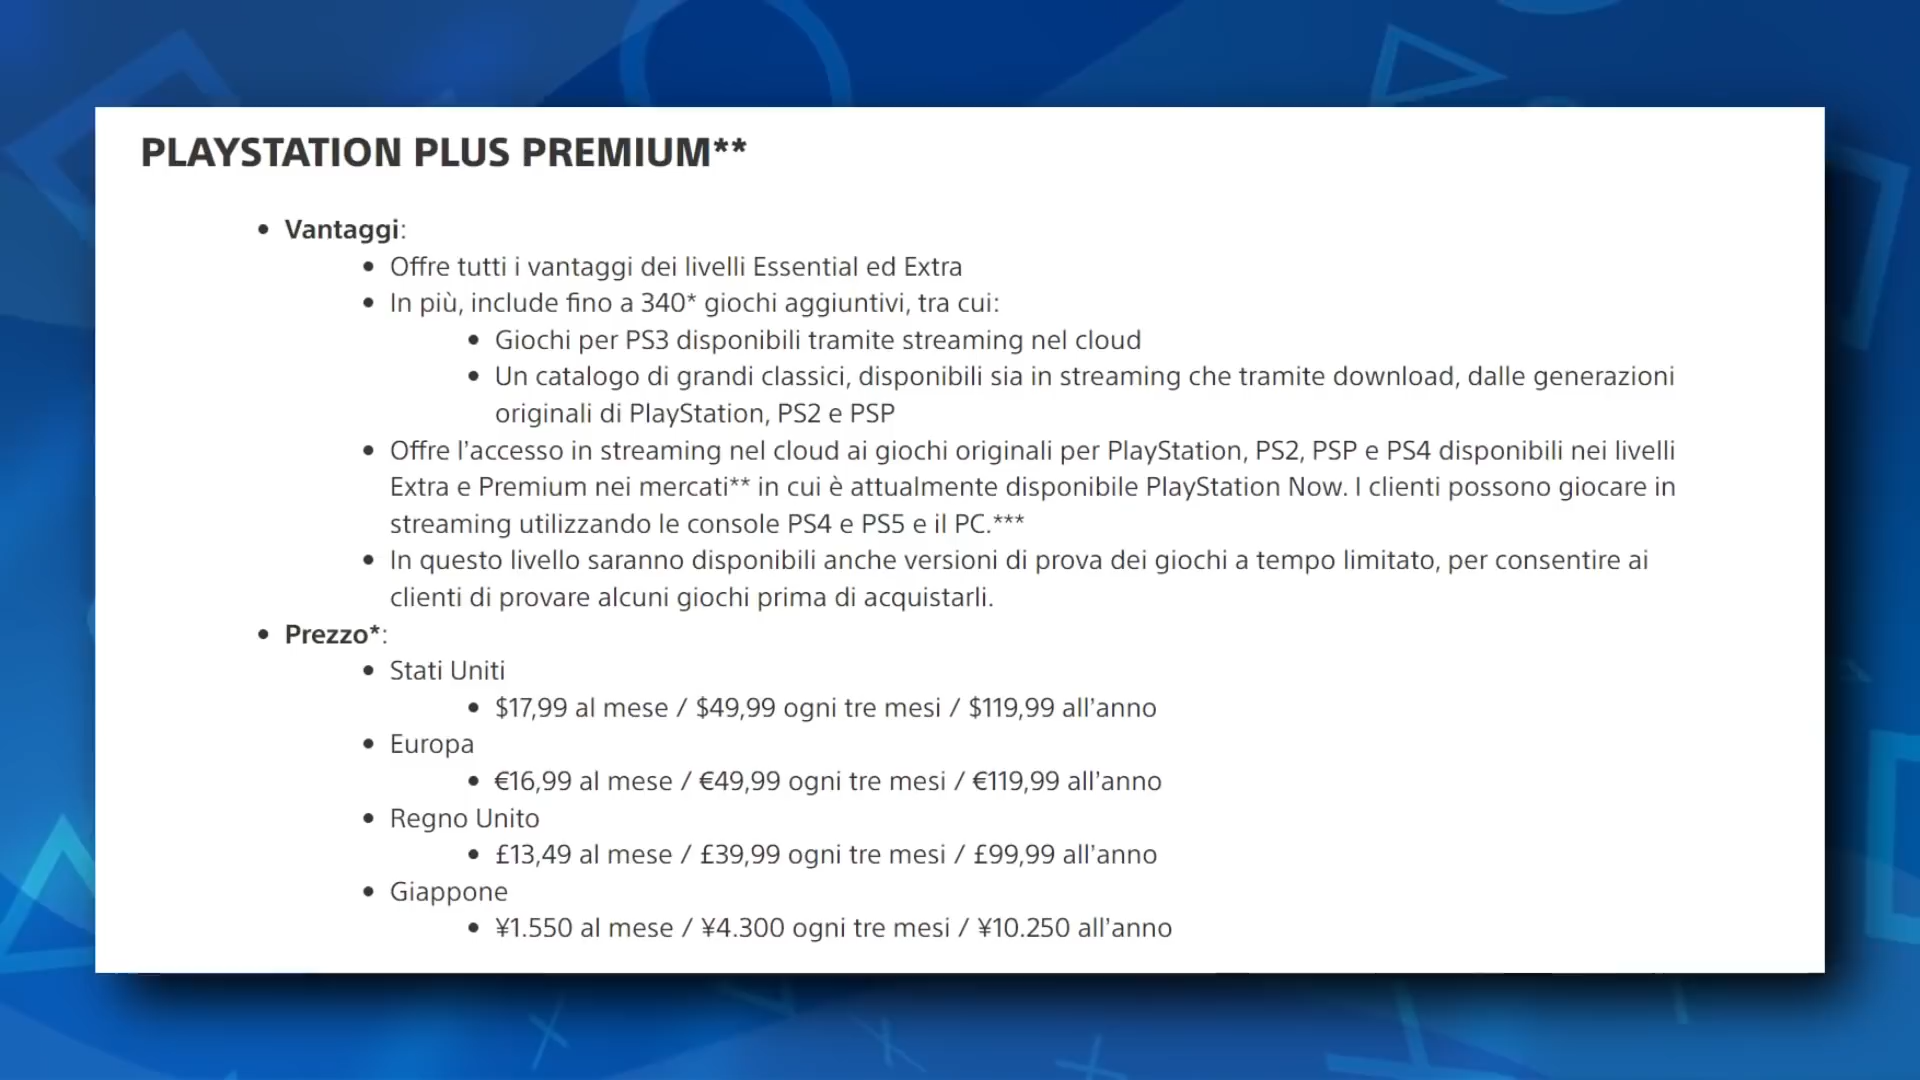 PLAYSTATION PLUS PREMIUM**
• Vantaggi:
• Offre tutti i vantaggi dei livelli Essential ed Extra
• In più, include fino a 340* giochi aggiuntivi, tra cui:
• Giochi per PS3 disponibili tramite streaming nel cloud
• Un catalogo di grandi classici, disponibili sia in streaming che tramite download, dalle generazioni
originali di PlayStation, PS2 e PSP
• Offre l’accesso in streaming nel cloud ai giochi originali per PlayStation, PS2, PSP e PS4 disponibili nei livelli
Extra e Premium nei mercati** in cui è attualmente disponibile PlayStation Now. I clienti possono giocare in
streaming utilizzando le console PS4 e PS5 e il PC.***
• In questo livello saranno disponibili anche versioni di prova dei giochi a tempo limitato, per consentire ai
clienti di provare alcuni giochi prima di acquistarli.
• Prezzo*:
• Stati Uniti
• $17,99 al mese / $49,99 ogni tre mesi / $119,99 all’anno
• Europa
• €16,99 al mese / €49,99 ogni tre mesi / €119,99 all’anno
• Regno Unito
• £13,49 al mese / £39,99 ogni tre mesi / £99,99 all’anno
• Giappone
• ¥1.550 al mese / ¥4.300 ogni tre mesi / ¥10.250 all’anno